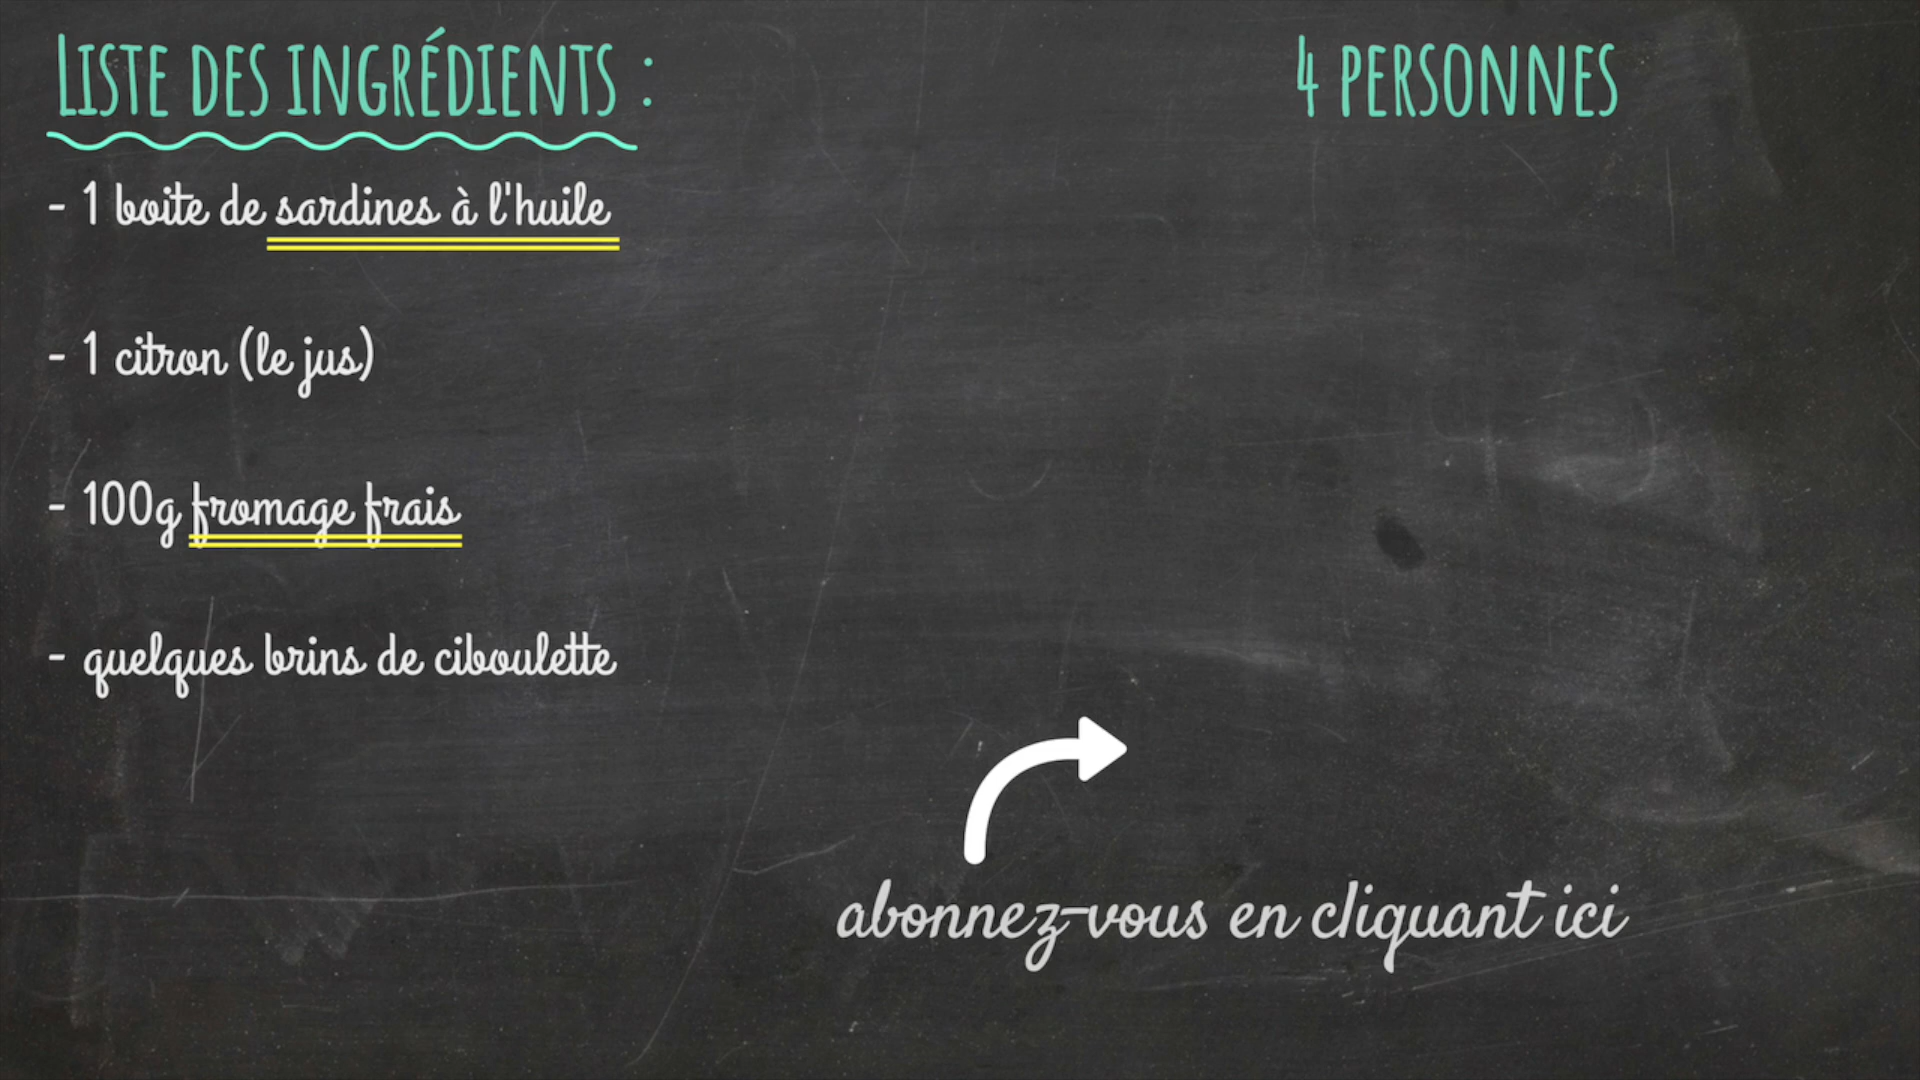 Liste des ingrédients :
4 personnes
- 1 boite de sardines à l'huile
- 1 citron (le jus)
- 100g fromage frais
- quelques brins de ciboulette
abonnez-vous en cliquant ici